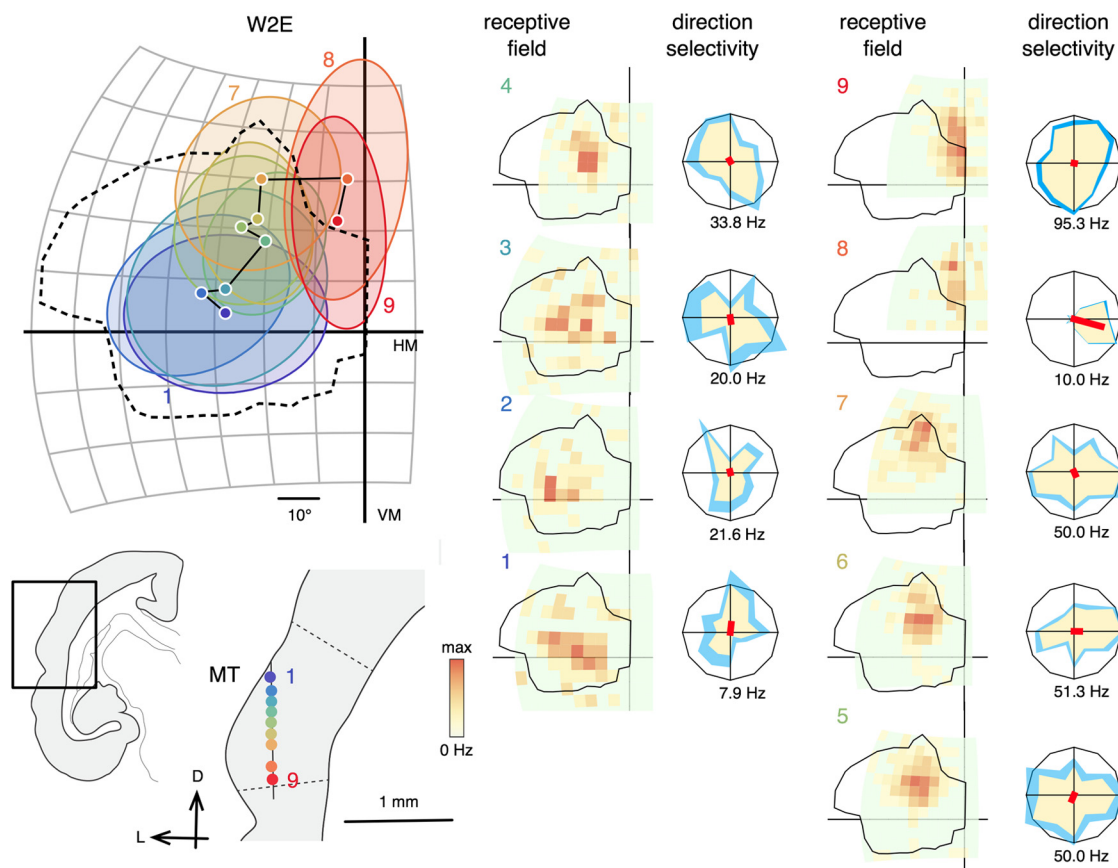 W2E
8
7
9
1
HM
10°
VM
MT
1
9
D
L
1 mm
max
0 Hz
receptive
field
direction
selectivity
4
33.8 Hz
3
20.0 Hz
2
21.6 Hz
1
7.9 Hz
receptive
field
direction
selectivity
9
95.3 Hz
8
10.0 Hz
7
50.0 Hz
6
51.3 Hz
5
50.0 Hz